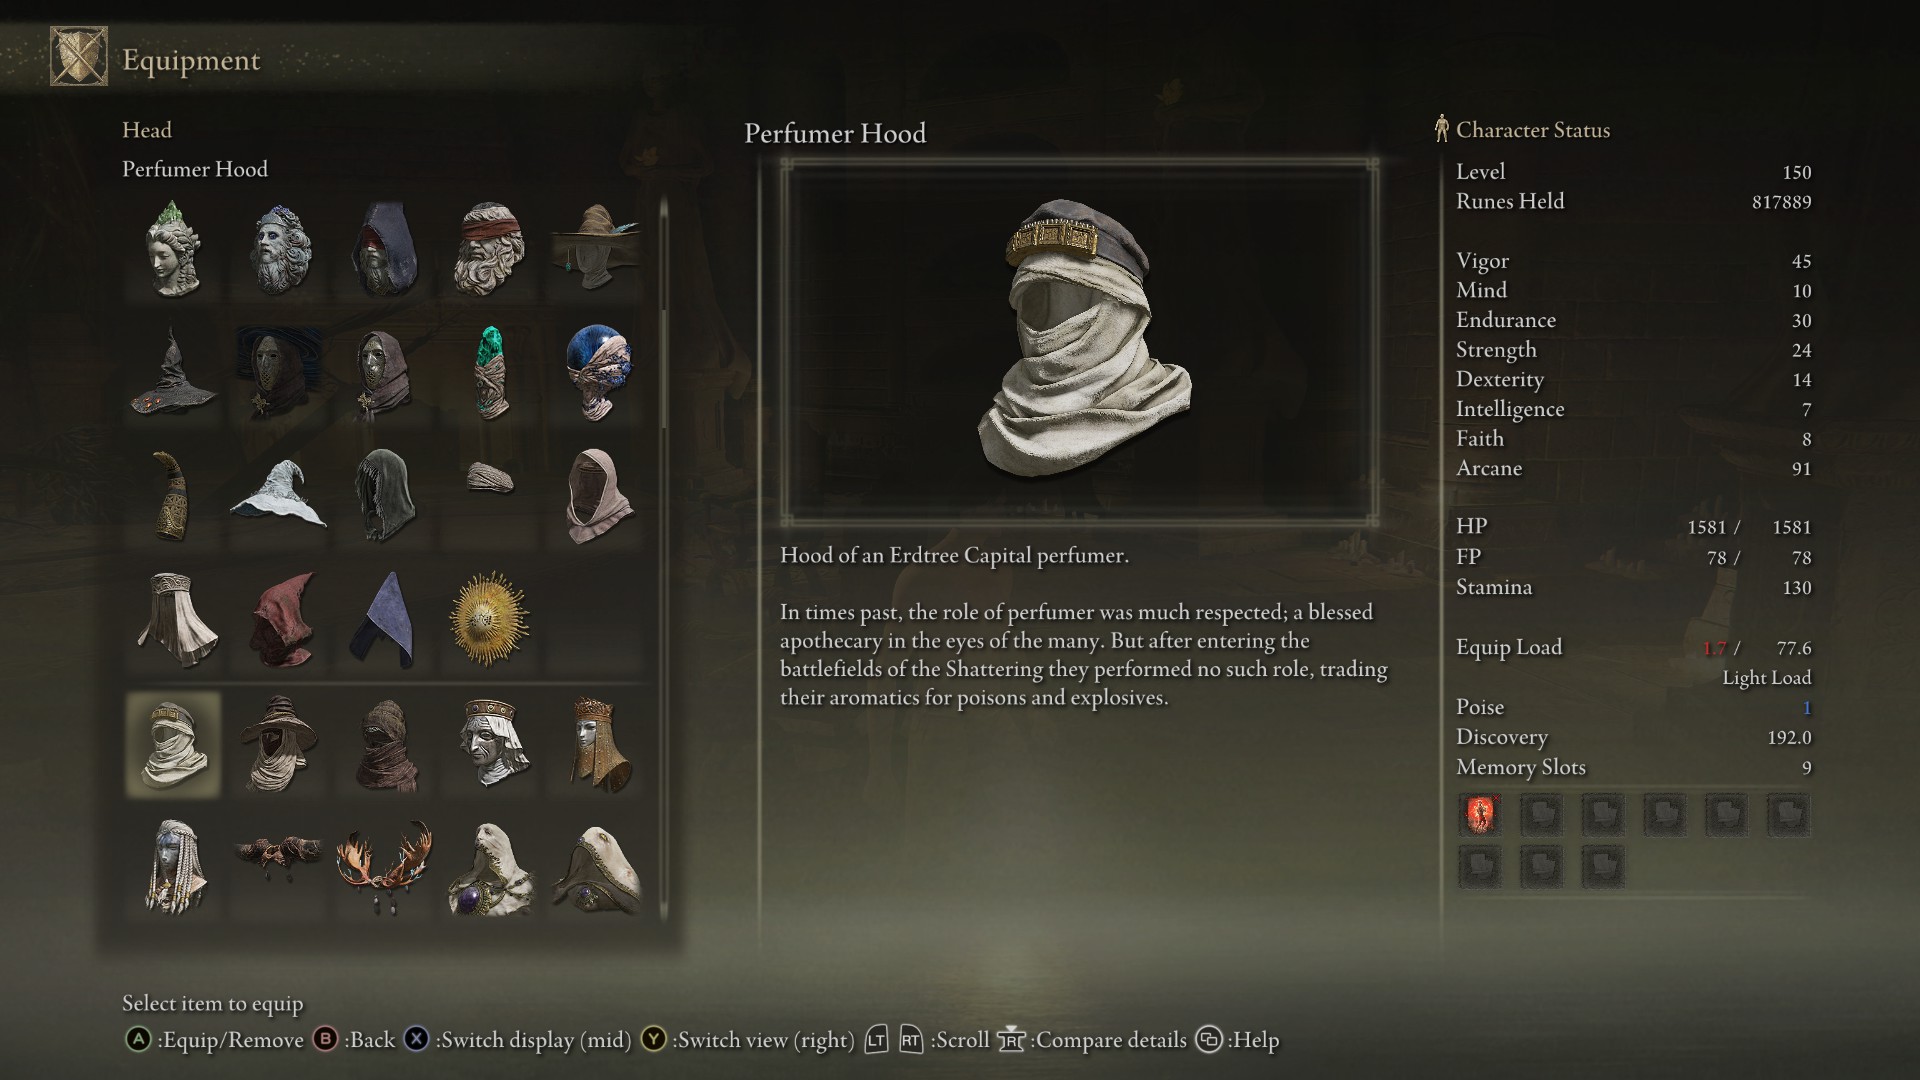 Equipment
Head
Perfumer Hood
Perfumer Hood
Hood of an Erdtree Capital perfumer.
In times past, the role of perfumer was much respected; a blessed
apothecary in the eyes of the many. But after entering the
battlefields of the Shattering they performed no such role, trading
their aromatics for poisons and explosives.
Character Status
Level 150
Runes Held 817889
Vigor 45
Mind 10
Endurance 30
Strength 24
Dexterity 14
Intelligence 7
Faith 8
Arcane 91
HP 1581 / 1581
FP 78 / 78
Stamina 130
Equip Load 1.7 / 77.6
Light Load
Poise 1
Discovery 192.0
Memory Slots 9
Select item to equip
A :Equip/Remove B :Back X :Switch display (mid) Y :Switch view (right) LT RT :Scroll R :Compare details :Help